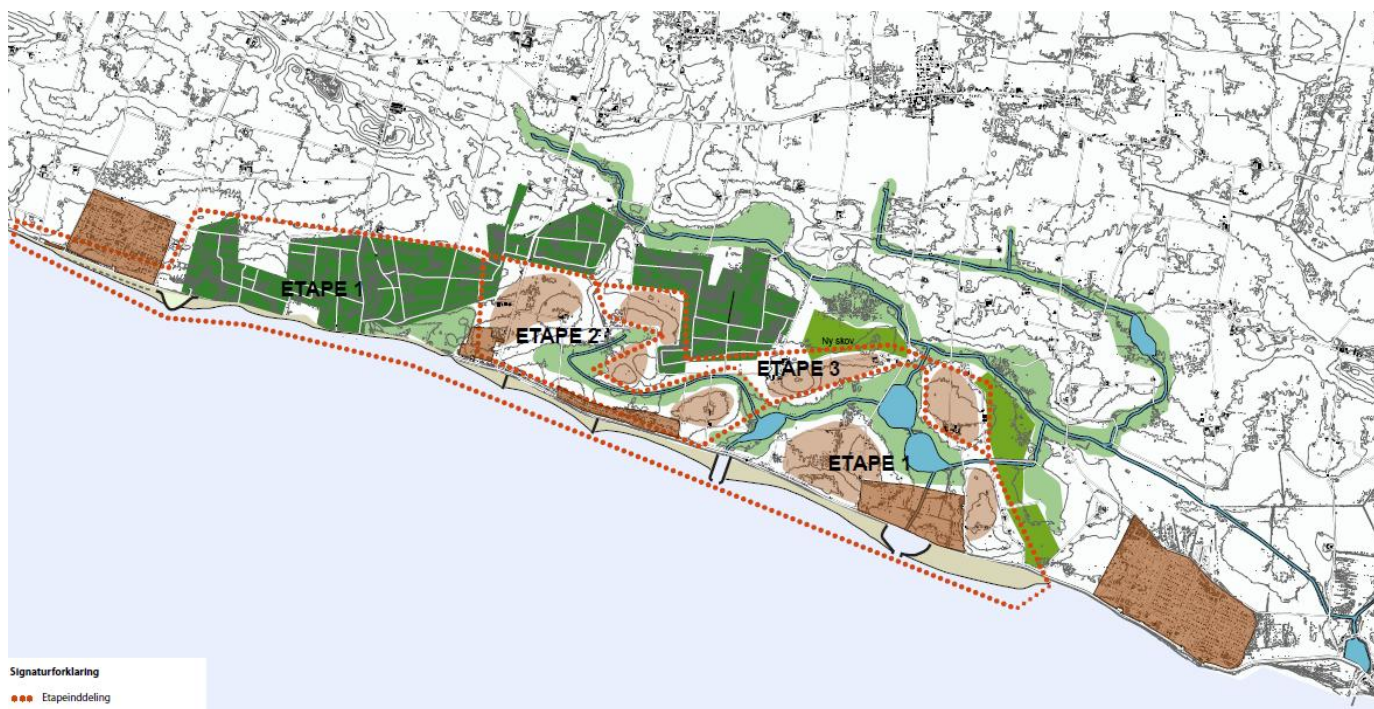 ETAPE 1
ETAPE 2
Ny skov
ETAPE 3
ETAPE 1
Signaturforklaring
Etapeinddeling